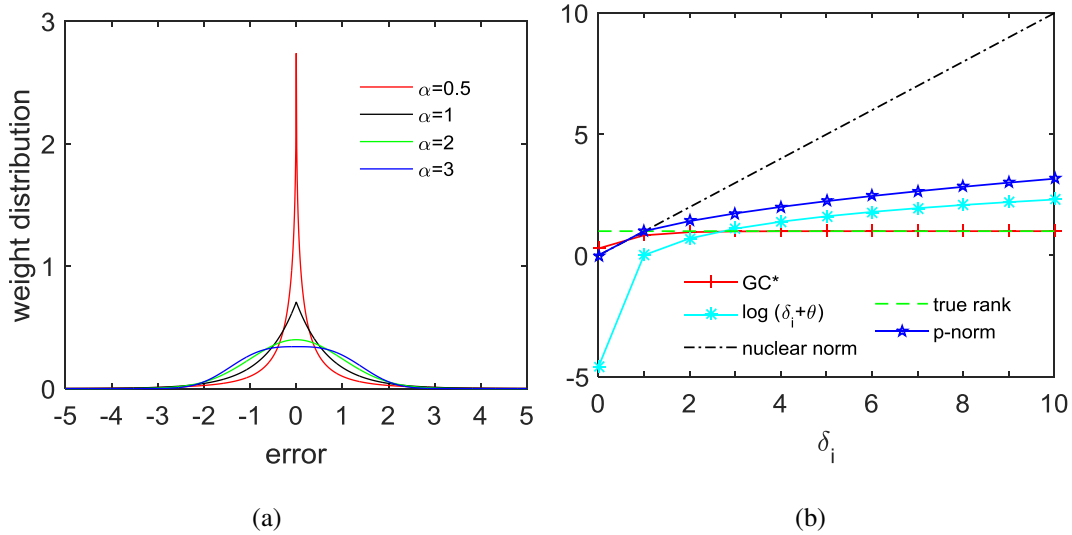 3
2
1
0
weight distribution
α=0.5
α=1
α=2
α=3
-5 -4 -3 -2 -1 0 1 2 3 4 5
error
(a)
10
5
0
-5
GC*
log (δi+θ)
nuclear norm
true rank
p-norm
0 2 4 6 8 10
δi
(b)